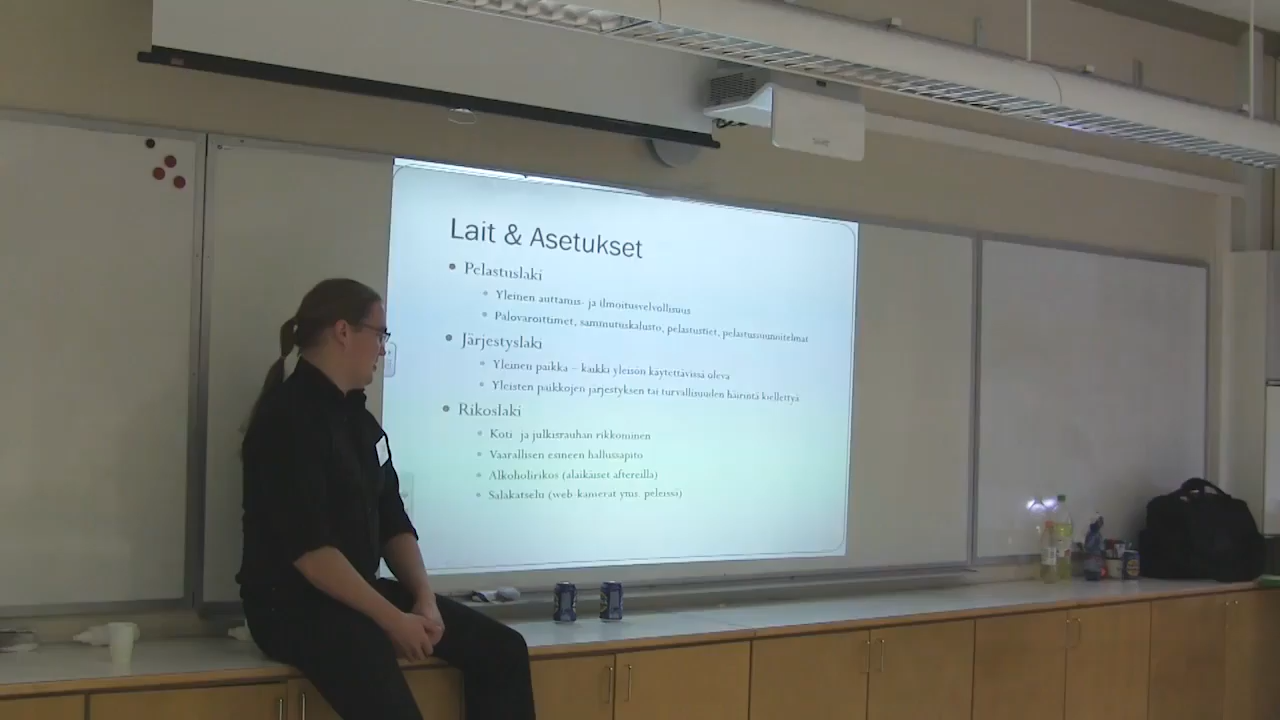 Lait & Asetukset
Pelastuslaki
Yleinen auttamis- ja ilmoitusvelvollisuus
Palovaroittimet, sammutuskalusto, pelastustiet, pelastussuunnitelmat
Järjestyslaki
Yleinen paikka – kaikki yleisön käytettävissä oleva
Yleisten paikkojen järjestyksen tai turvallisuuden häirintä kiellettyä
Rikoslaki
Koti- ja julkisrauhan rikkominen
Vaarallisen esineen hallussapito
Alkoholirikos (alaikäiset aftereilla)
Salakatselu (web-kamerat yms. peleissä)